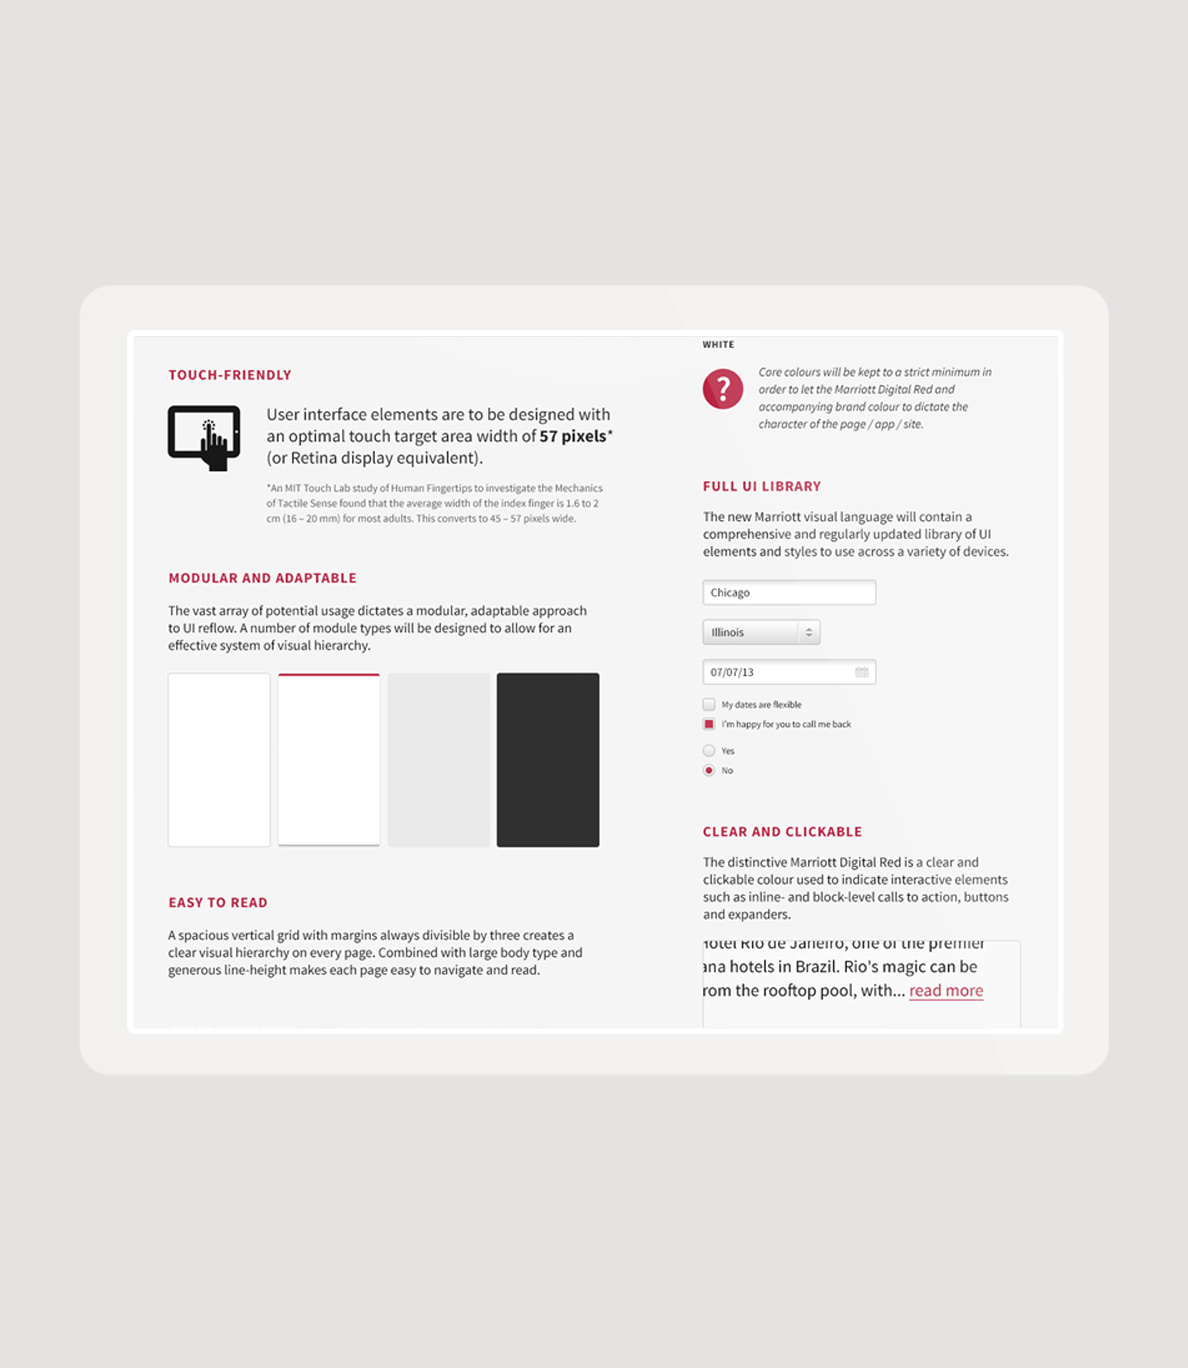 TOUCH-FRIENDLY
User interface elements are to be designed with
an optimal touch target area width of 57 pixels*
(or Retina display equivalent).
*An MIT Touch Lab study of Human Fingertips to investigate the Mechanics
of Tactile Sense found that the average width of the index finger is 1.6 to 2
cm (16 – 20 mm) for most adults. This converts to 45 – 57 pixels wide.
MODULAR AND ADAPTABLE
The vast array of potential usage dictates a modular, adaptable approach
to UI reflow. A number of module types will be designed to allow for an
effective system of visual hierarchy.
EASY TO READ
A spacious vertical grid with margins always divisible by three creates a
clear visual hierarchy on every page. Combined with large body type and
generous line-height makes each page easy to navigate and read.
WHITE
?
Core colours will be kept to a strict minimum in
order to let the Marriott Digital Red and
accompanying brand colour to dictate the
character of the page / app / site.
FULL UI LIBRARY
The new Marriott visual language will contain a
comprehensive and regularly updated library of UI
elements and styles to use across a variety of devices.
Chicago
Illinois
07/07/13
My dates are flexible
I'm happy for you to call me back
Yes
No
CLEAR AND CLICKABLE
The distinctive Marriott Digital Red is a clear and
clickable colour used to indicate interactive elements
such as inline- and block-level calls to action, buttons
and expanders.
Hotel Rio de Janeiro, one of the premier
ana hotels in Brazil. Rio's magic can be
rom the rooftop pool, with... read more